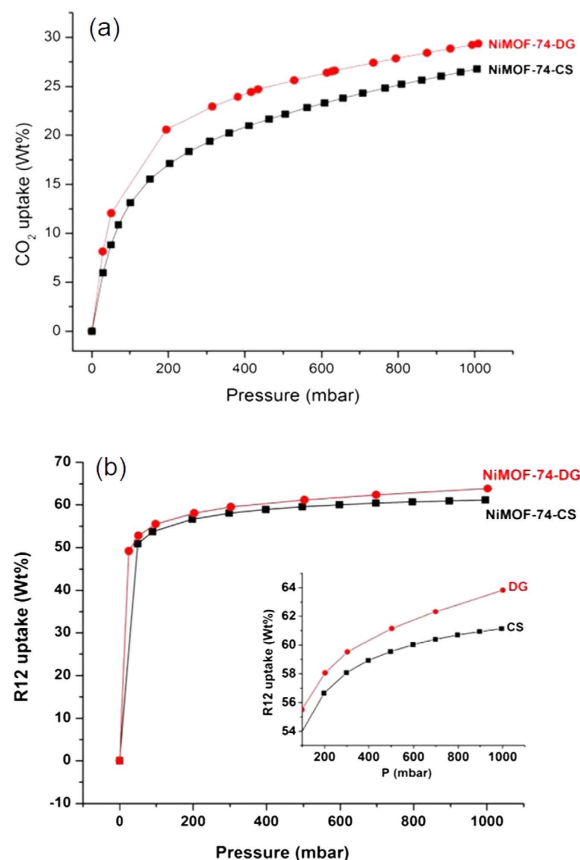 (a)
NiMOF-74-DG
NiMOF-74-CS
CO₂ uptake (Wt%)
30
25
20
15
10
5
0
0 200 400 600 800 1000
Pressure (mbar)
(b)
NiMOF-74-DG
NiMOF-74-CS
R12 uptake (Wt%)
70
60
50
40
30
20
10
0
-10
0 200 400 600 800 1000
Pressure (mbar)
DG
CS
R12 uptake (Wt%)
64
62
60
58
56
54
200 400 600 800 1000
P (mbar)